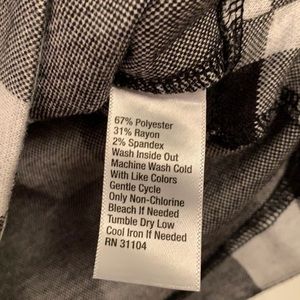 67% Polyester
31% Rayon
2% Spandex
Wash Inside Out
Machine Wash Cold
With Like Colors
Gentle Cycle
Only Non-Chlorine
Bleach If Needed
Tumble Dry Low
Cool Iron If Needed
RN 31104